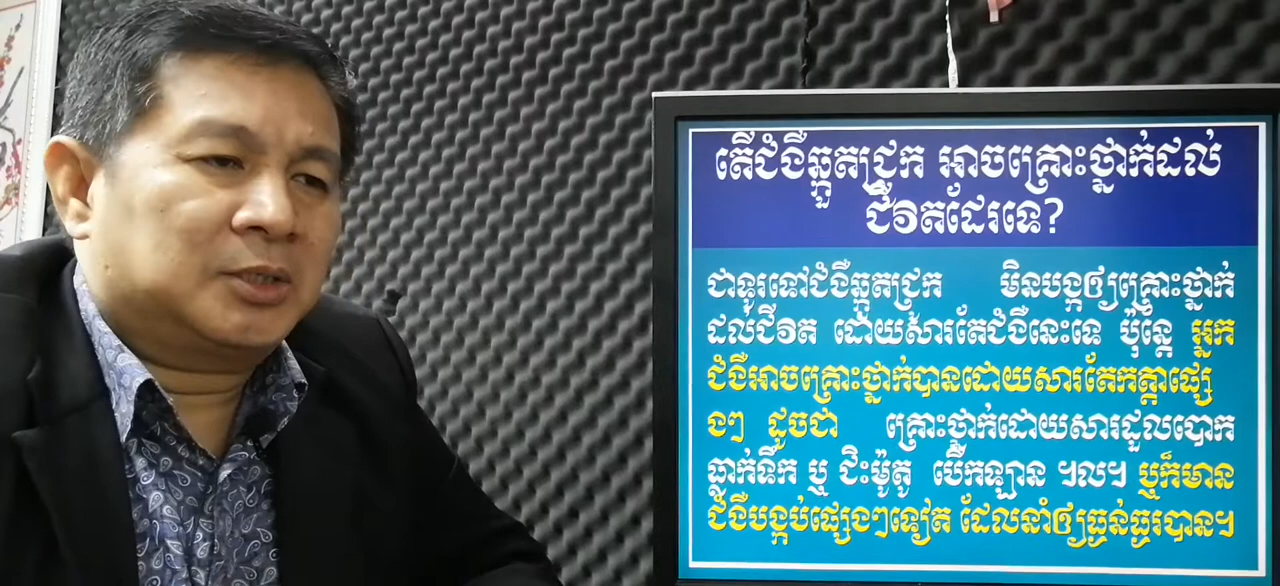 តើជំងឺឆ្កួតជ្រូក អាចគ្រោះថ្នាក់ដល់
ជីវិតដែរទេ?
ជាទូរទៅជំងឺឆ្កួតជ្រូក មិនបង្កឲ្យគ្រោះថ្នាក់
ដល់ជីវិត ដោយសារតែជំងឺនេះទេ ប៉ុន្តែ អ្នក
ជំងឺអាចគ្រោះថ្នាក់បានដោយសារតែកត្តាផ្សេ
ងៗ ដូចជា គ្រោះថ្នាក់ដោយសារដួលបោក
ធ្លាក់ទឹក ឬ ជិះម៉ូតូ បើកឡាន ។ល។ ឬក៏មាន
ជំងឺបង្កប់ផ្សេងៗទៀត ដែលនាំឲ្យធ្ងន់ធ្ងរបាន។